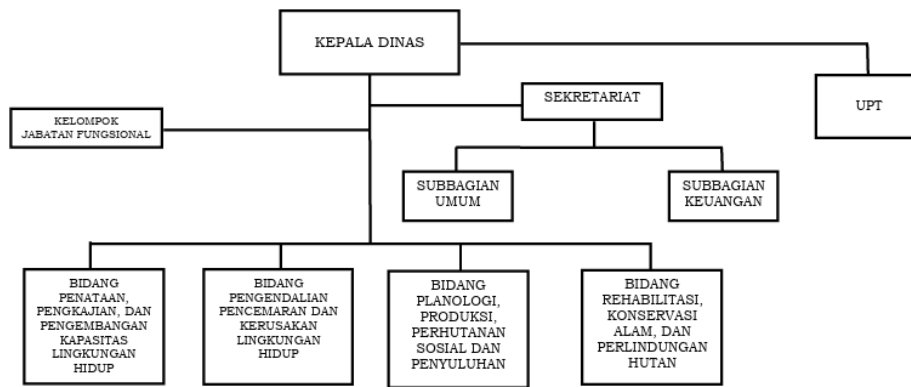 KEPALA DINAS
SEKRETARIAT
UPT
KELOMPOK
JABATAN FUNGSIONAL
SUBBAGIAN
UMUM
SUBBAGIAN
KEUANGAN
BIDANG
PENATAAN,
PENGKAJIAN, DAN
PENGEMBANGAN
KAPASITAS
LINGKUNGAN
HIDUP
BIDANG
PENGENDALIAN
PENCEMARAN DAN
KERUSAKAN
LINGKUNGAN
HIDUP
BIDANG
PLANOLOGI,
PRODUKSI,
PERHUTANAN
SOSIAL DAN
PENYULUHAN
BIDANG
REHABILITASI,
KONSERVASI
ALAM, DAN
PERLINDUNGAN
HUTAN